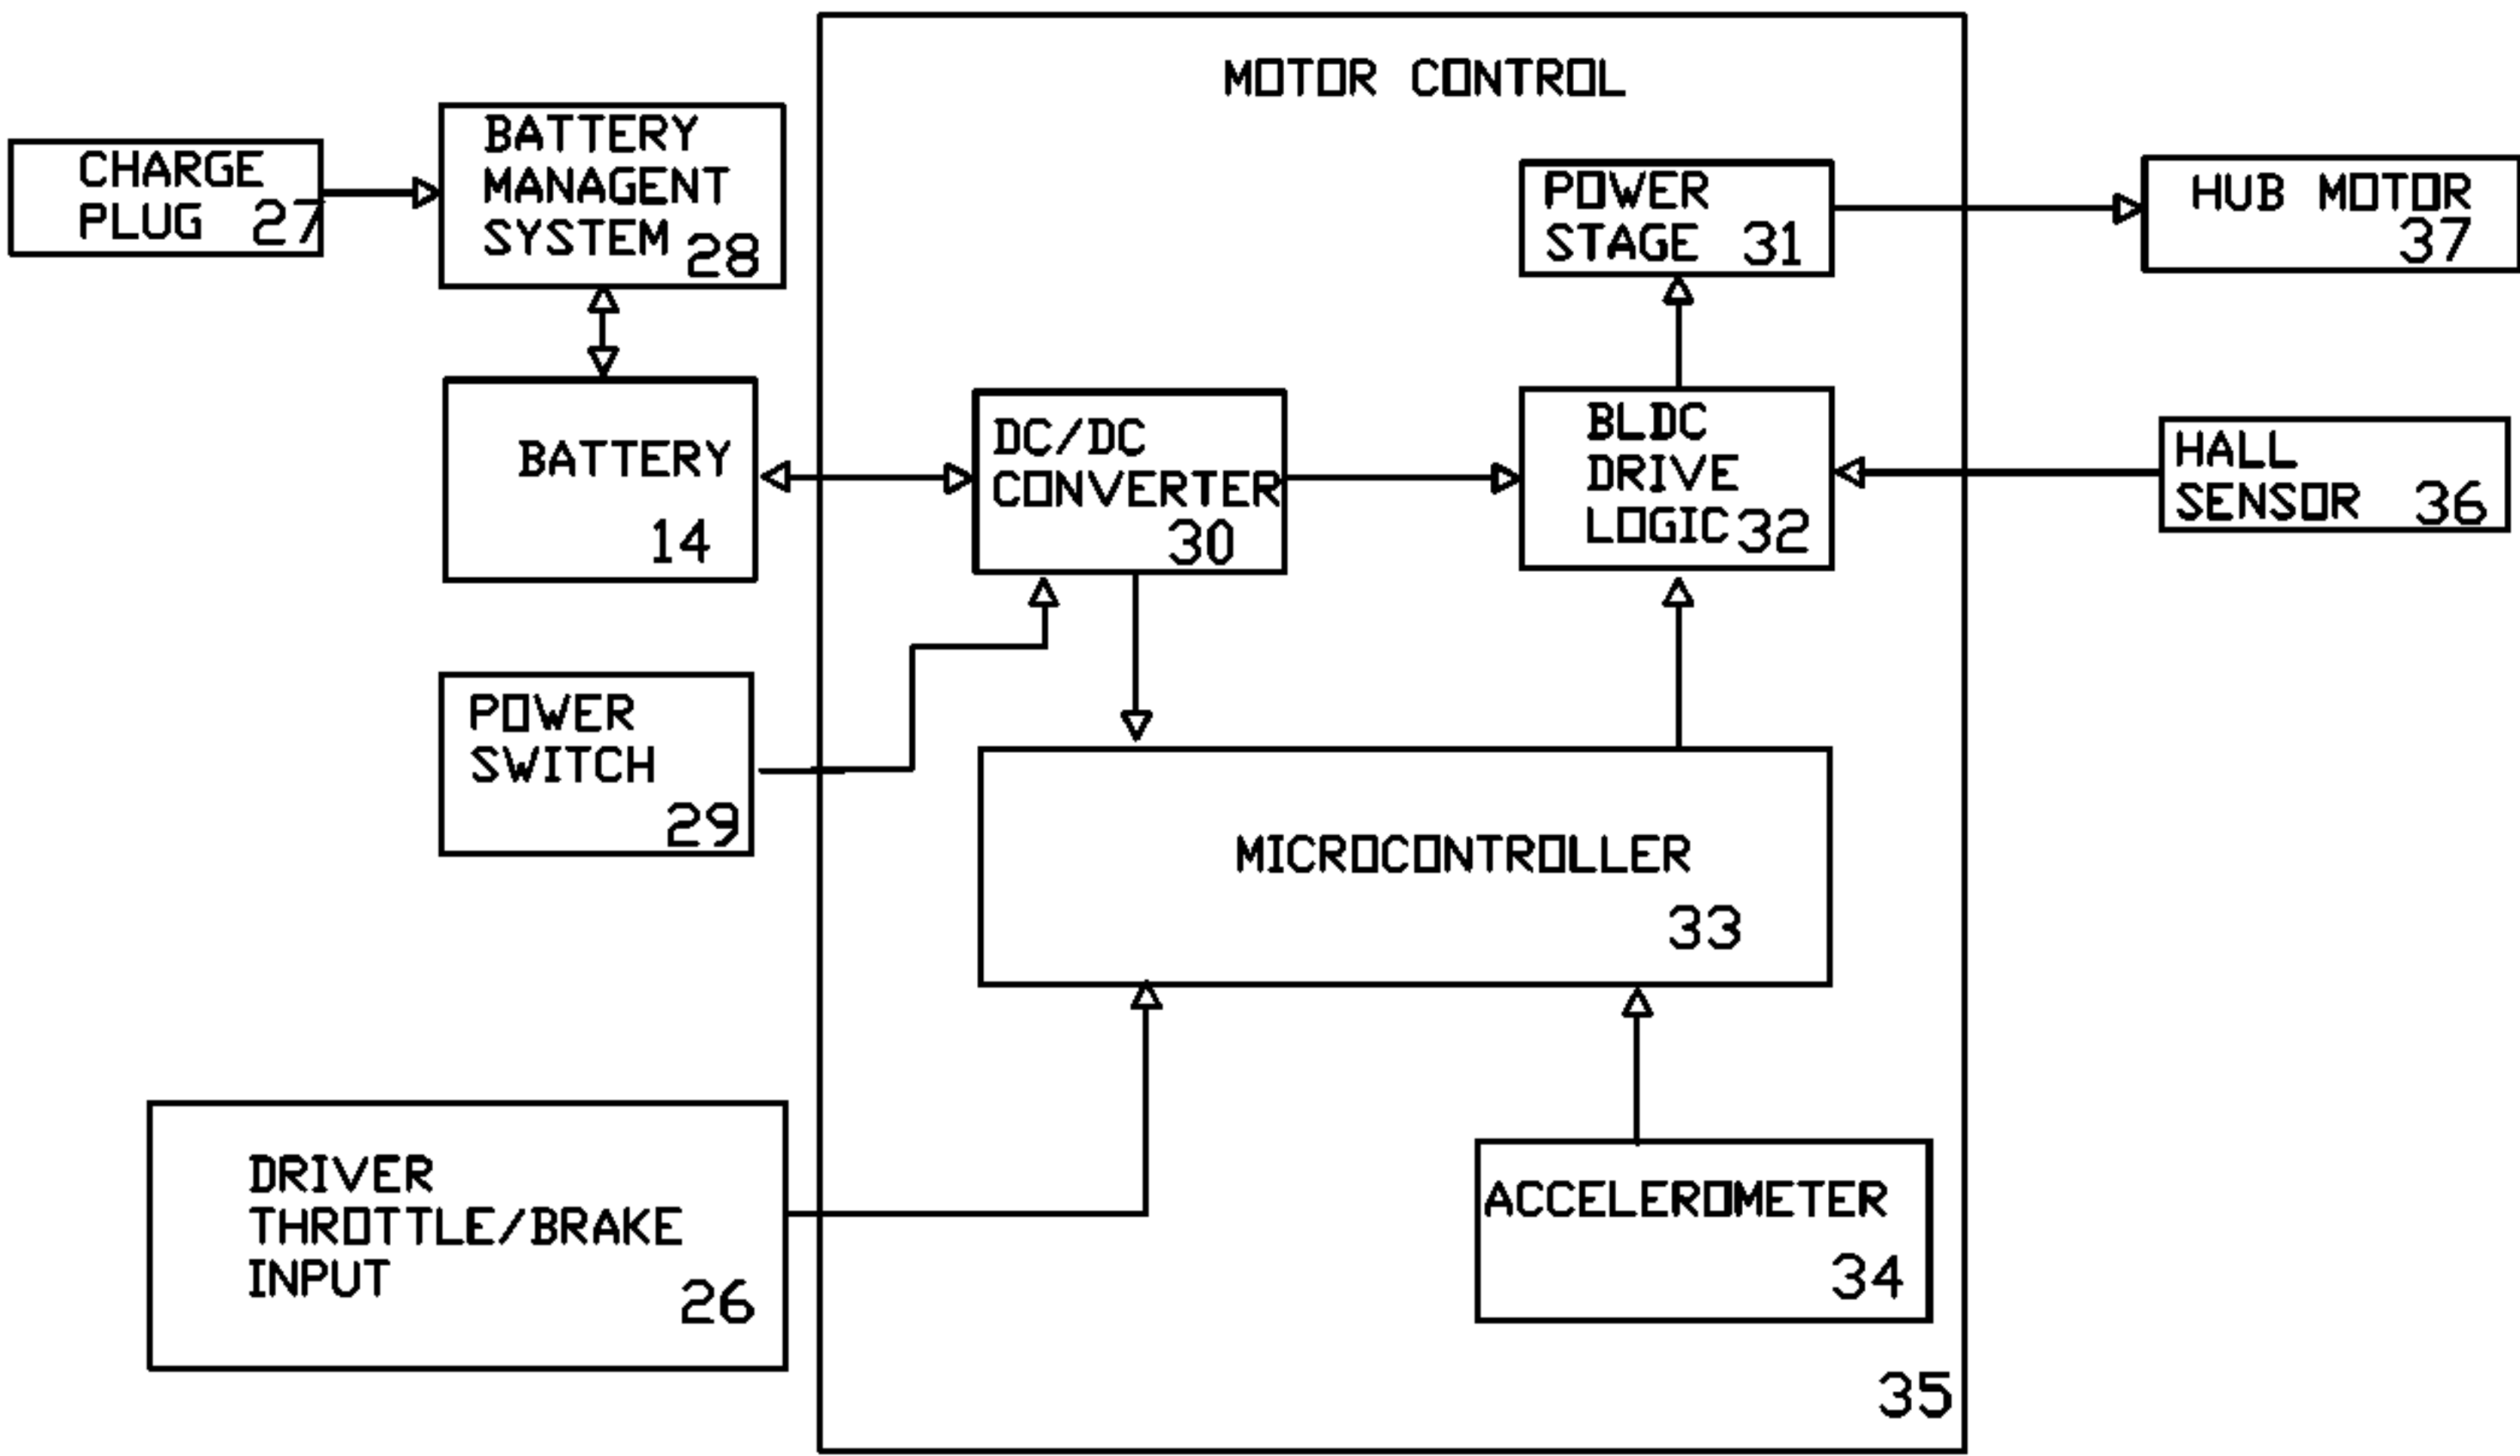 MOTOR CONTROL
CHARGE
PLUG 27
BATTERY
MANAGENT
SYSTEM 28
POWER
STAGE 31
HUB MOTOR
37
BATTERY
14
DC/DC
CONVERTER
30
BLDC
DRIVE
LOGIC 32
HALL
SENSOR 36
POWER
SWITCH
29
MICROCONTROLLER
33
DRIVER
THROTTLE/BRAKE
INPUT
26
ACCELEROMETER
34
35